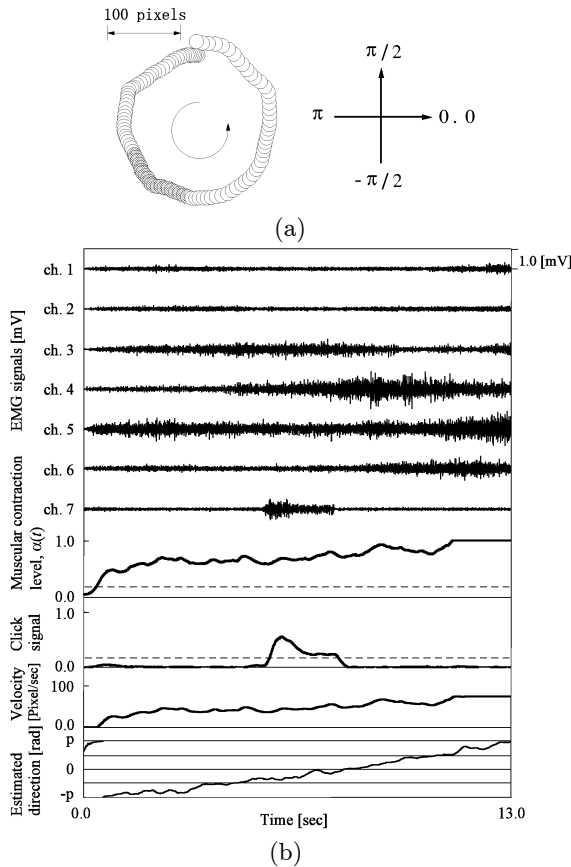 100 pixels
π/2
π
0.0
-π/2
(a)
1.0 [mV]
EMG signals [mV]
ch. 1
ch. 2
ch. 3
ch. 4
ch. 5
ch. 6
ch. 7
Muscular contraction
level, α(t)
1.0
0.0
Click
signal
1.0
0.0
Velocity
[Pixel/sec]
100
0.0
Estimated
direction [rad]
p
0
-p
0.0
Time [sec]
13.0
(b)